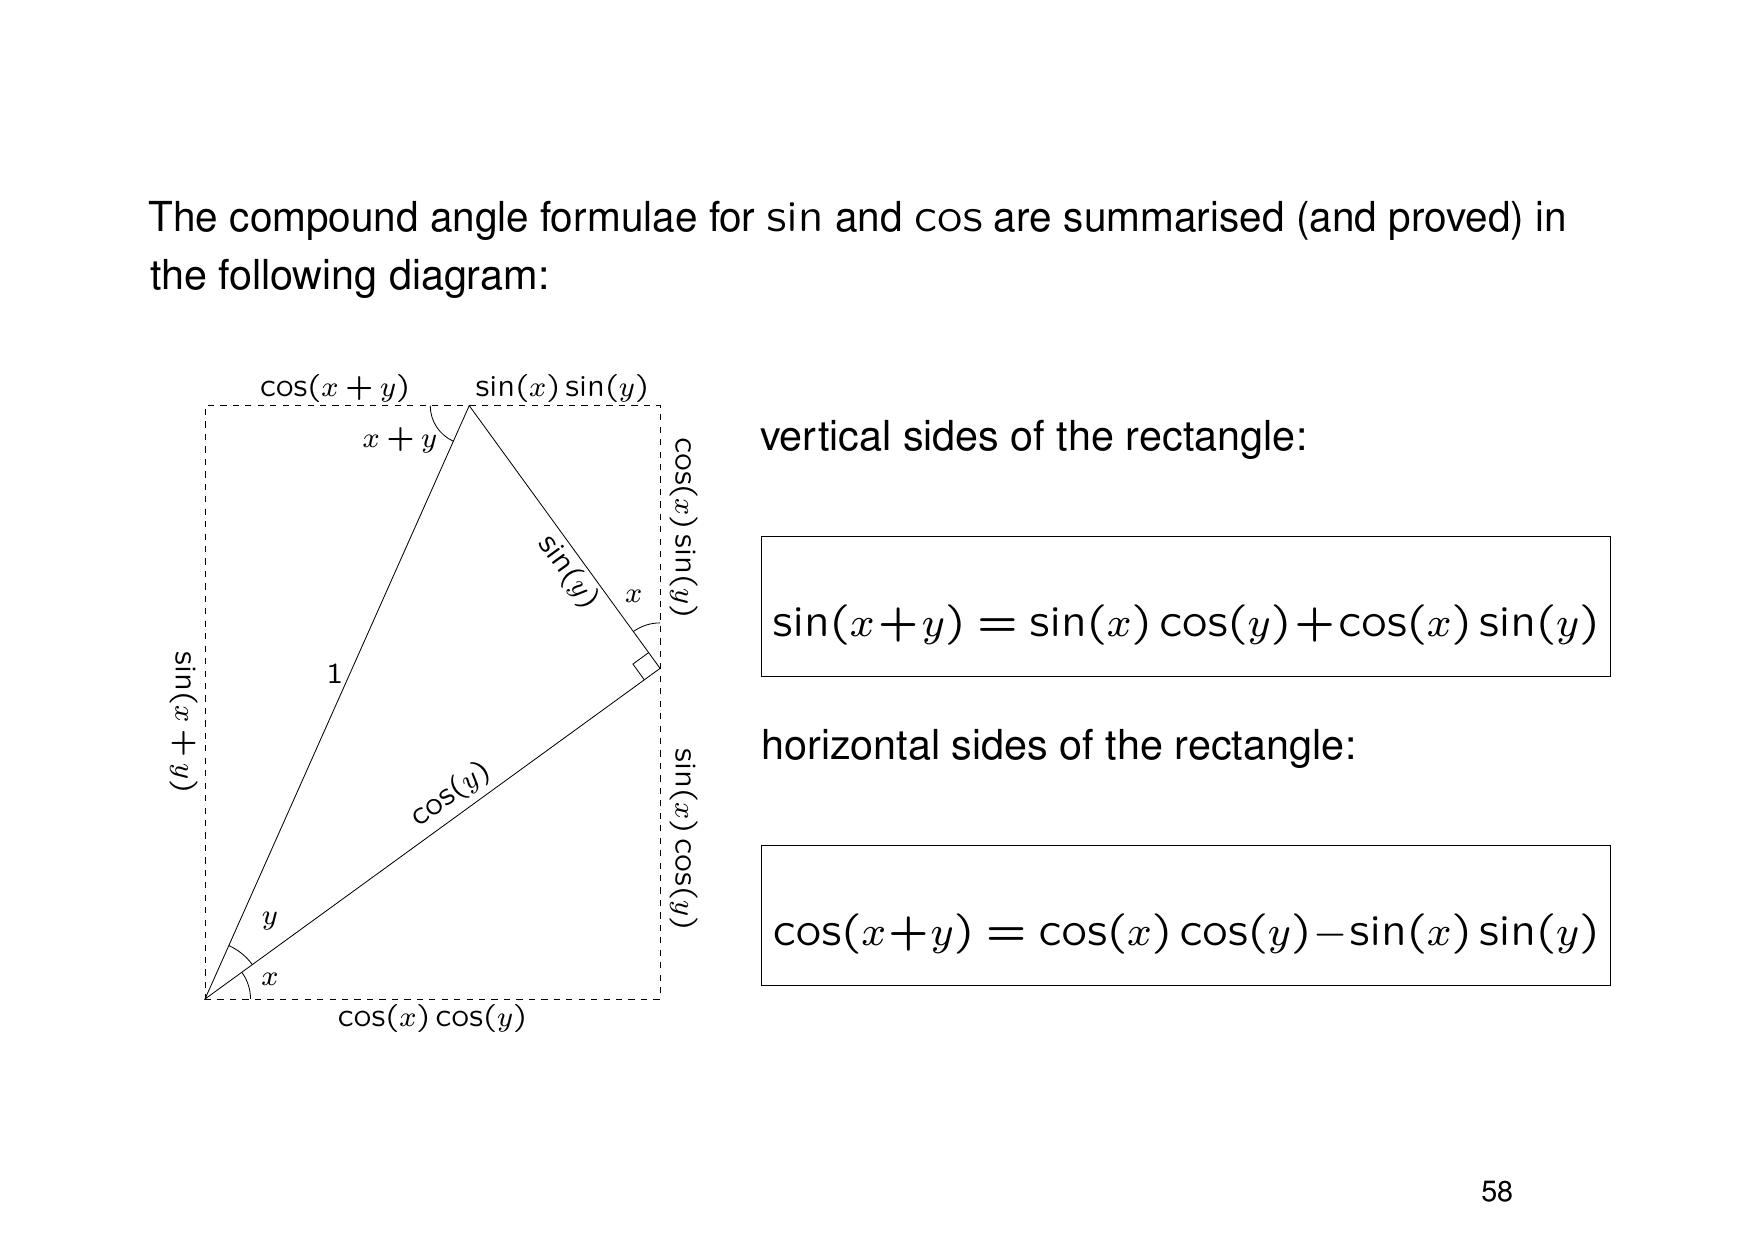 The compound angle formulae for sin and cos are summarised (and proved) in
the following diagram:
cos(x + y)
sin(x) sin(y)
x + y
cos(x) sin(y)
sin(y)
x
1
sin(x + y)
cos(y)
sin(x) cos(y)
y
x
cos(x) cos(y)
vertical sides of the rectangle:
sin(x+y) = sin(x) cos(y)+cos(x) sin(y)
horizontal sides of the rectangle:
cos(x+y) = cos(x) cos(y)−sin(x) sin(y)
58